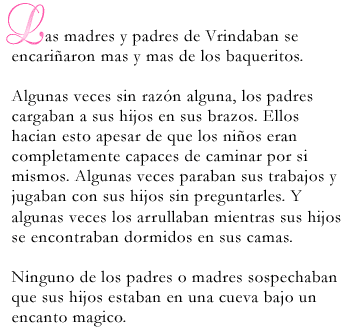 Las madres y padres de Vrindaban se
encariñaron mas y mas de los baqueritos.
Algunas veces sin razón alguna, los padres
cargaban a sus hijos en sus brazos. Ellos
hacian esto apesar de que los niños eran
completamente capaces de caminar por si
mismos. Algunas veces paraban sus trabajos y
jugaban con sus hijos sin preguntarles. Y
algunas veces los arrullaban mientras sus hijos
se encontraban dormidos en sus camas.
Ninguno de los padres o madres sospechaban
que sus hijos estaban en una cueva bajo un
encanto magico.